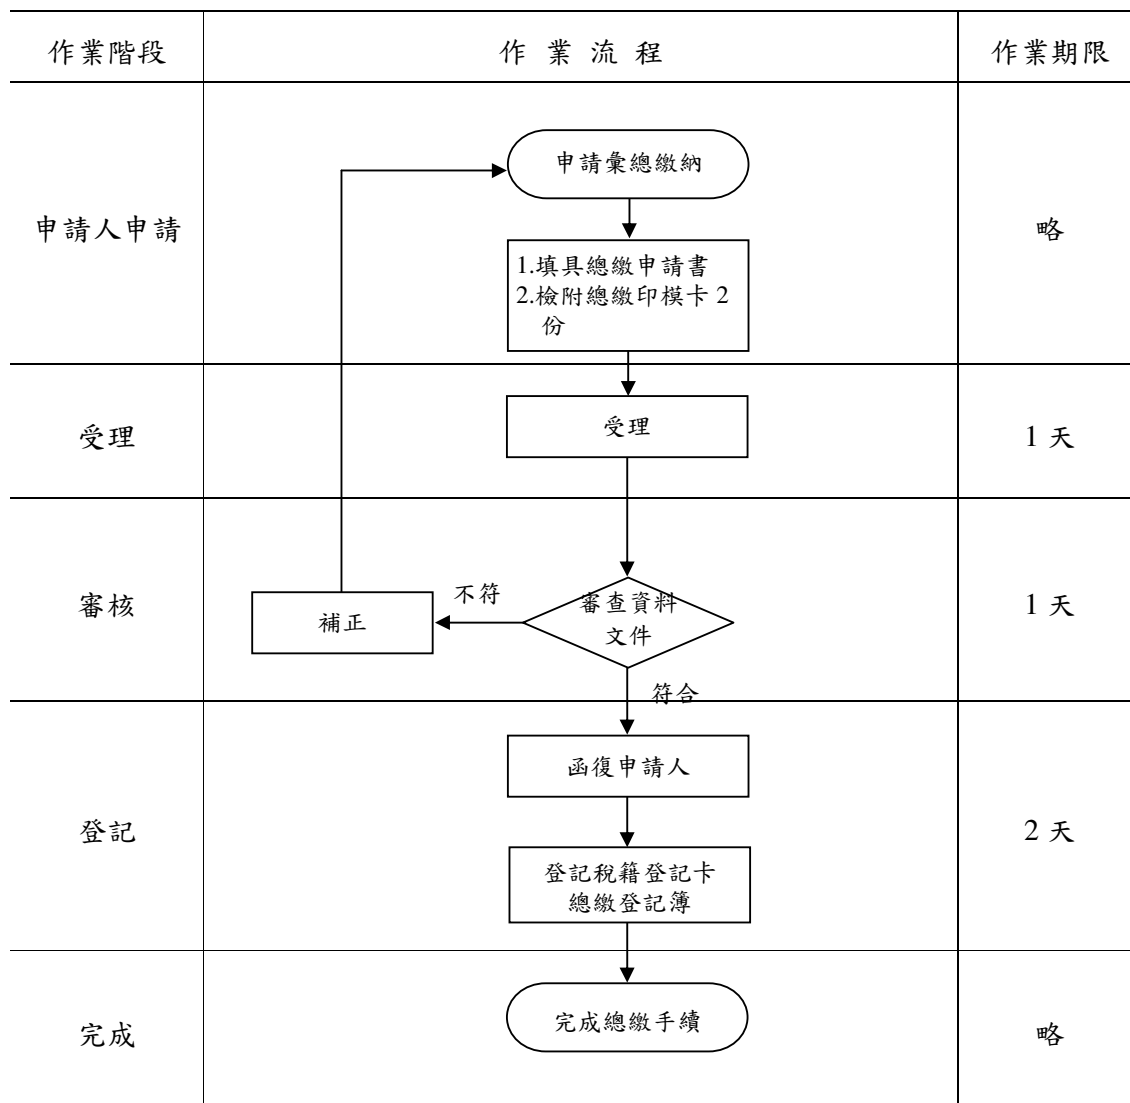 作業階段 作 業 流 程 作業期限
申請彙總繳納
申請人申請
1.填具總繳申請書
2.檢附總繳印模卡 2
份
略
受理
受理
1 天
審核
補正
不符
審查資料
文件
符合
1 天
登記
函復申請人
登記稅籍登記卡
總繳登記簿
2 天
完成
完成總繳手續
略